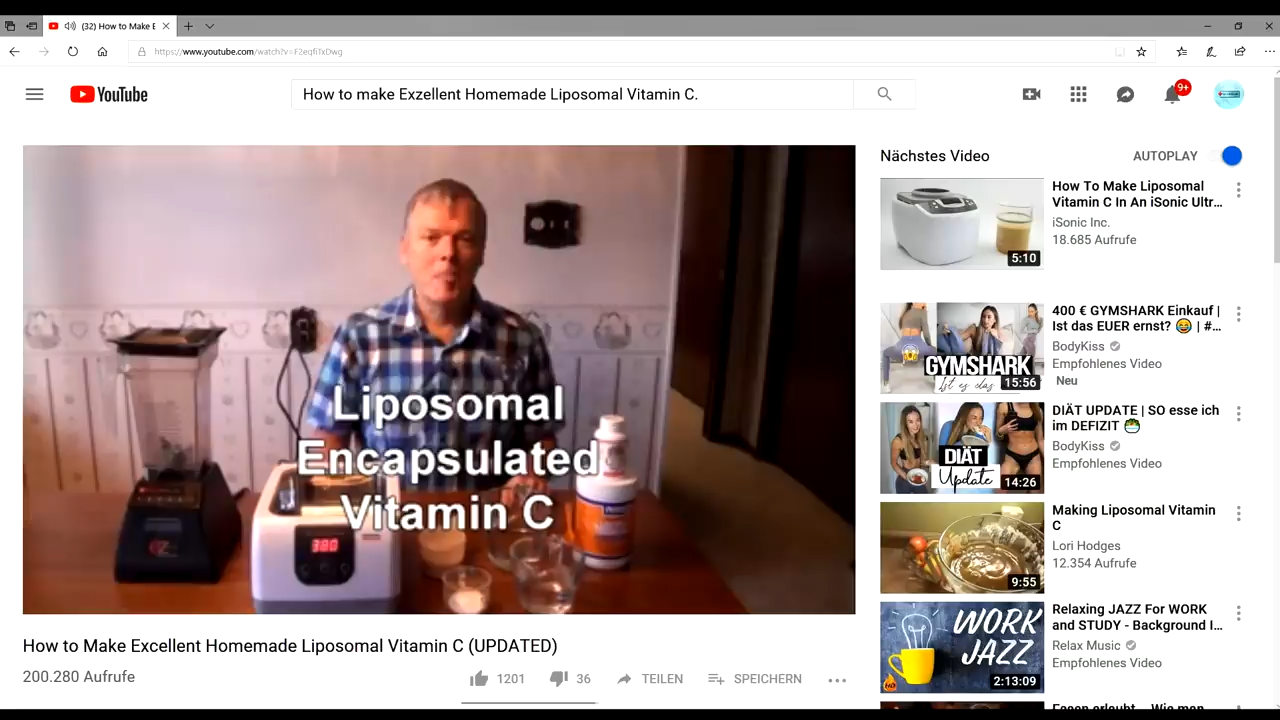 (32) How to Make E
https://www.youtube.com/watch?v=F2eqfiTxDwg
YouTube
How to make Exzellent Homemade Liposomal Vitamin C.
9+
Liposomal
Encapsulated
Vitamin C
380
How to Make Excellent Homemade Liposomal Vitamin C (UPDATED)
200.280 Aufrufe
1201
36
TEILEN
SPEICHERN
Nächstes Video
AUTOPLAY
5:10
How To Make Liposomal
Vitamin C In An iSonic Ultr…
iSonic Inc.
18.685 Aufrufe
GYMSHARK
Ist es das
15:56
400 € GYMSHARK Einkauf |
Ist das EUER ernst? 😂 | #…
BodyKiss
Empfohlenes Video
Neu
DIÄT
Update
14:26
DIÄT UPDATE | SO esse ich
im DEFIZIT
BodyKiss
Empfohlenes Video
9:55
Making Liposomal Vitamin
C
Lori Hodges
12.354 Aufrufe
WORK
JAZZ
2:13:09
Relaxing JAZZ For WORK
and STUDY - Background I…
Relax Music
Empfohlenes Video